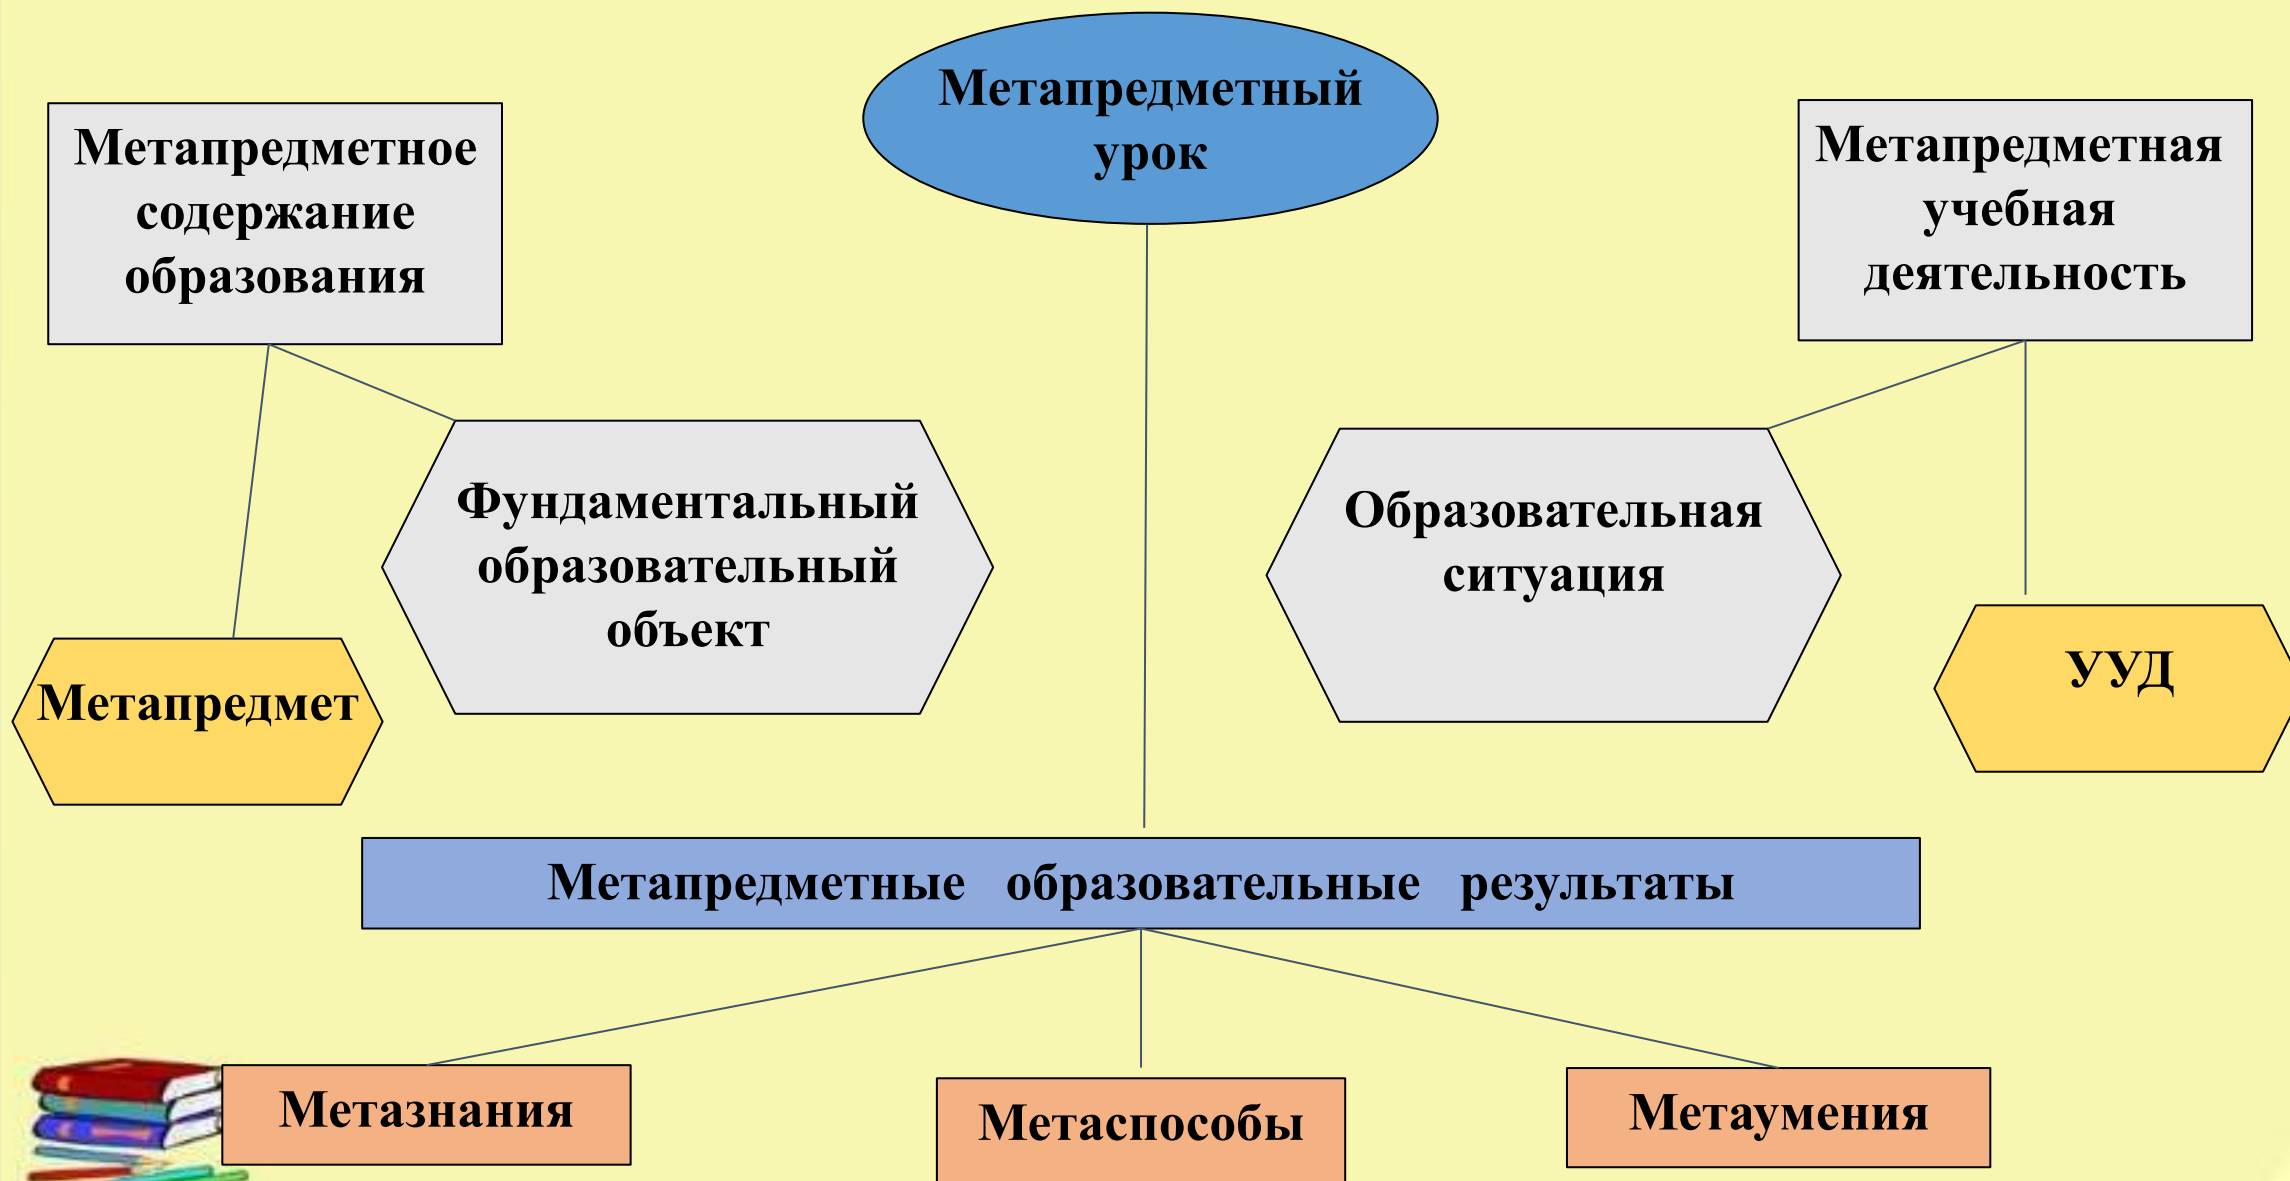 Метапредметный
урок
Метапредметное
содержание
образования
Метапредметная
учебная
деятельность
Фундаментальный
образовательный
объект
Образовательная
ситуация
Метапредмет
УУД
Метапредметные образовательные результаты
Метазнания
Метаспособы
Метаумения